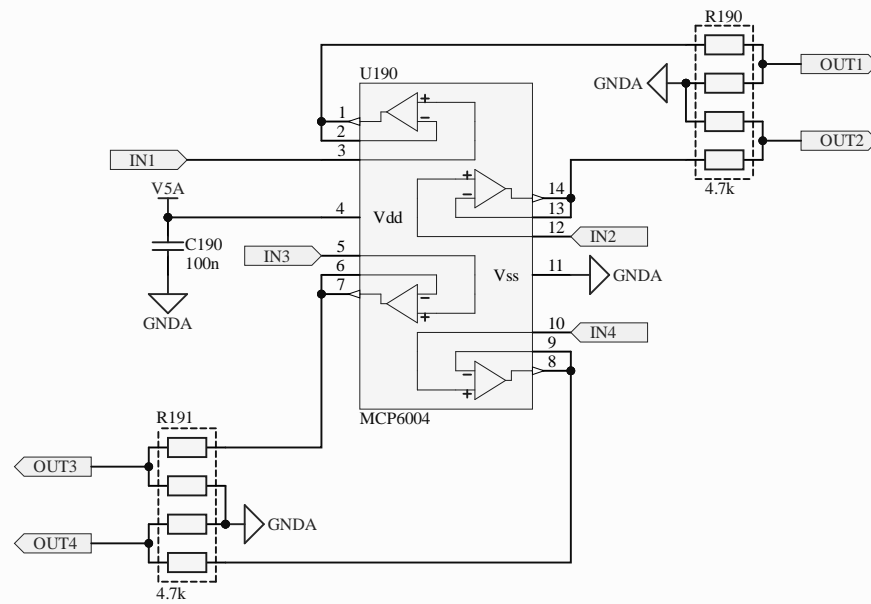 R190
OUT1
GNDA
OUT2
4.7k
U190
1
2
3
IN1
V5A
4
Vdd
C190
100n
GNDA
IN3
5
6
7
14
13
12
IN2
Vss
11
GNDA
10
IN4
9
8
MCP6004
R191
OUT3
GNDA
OUT4
4.7k